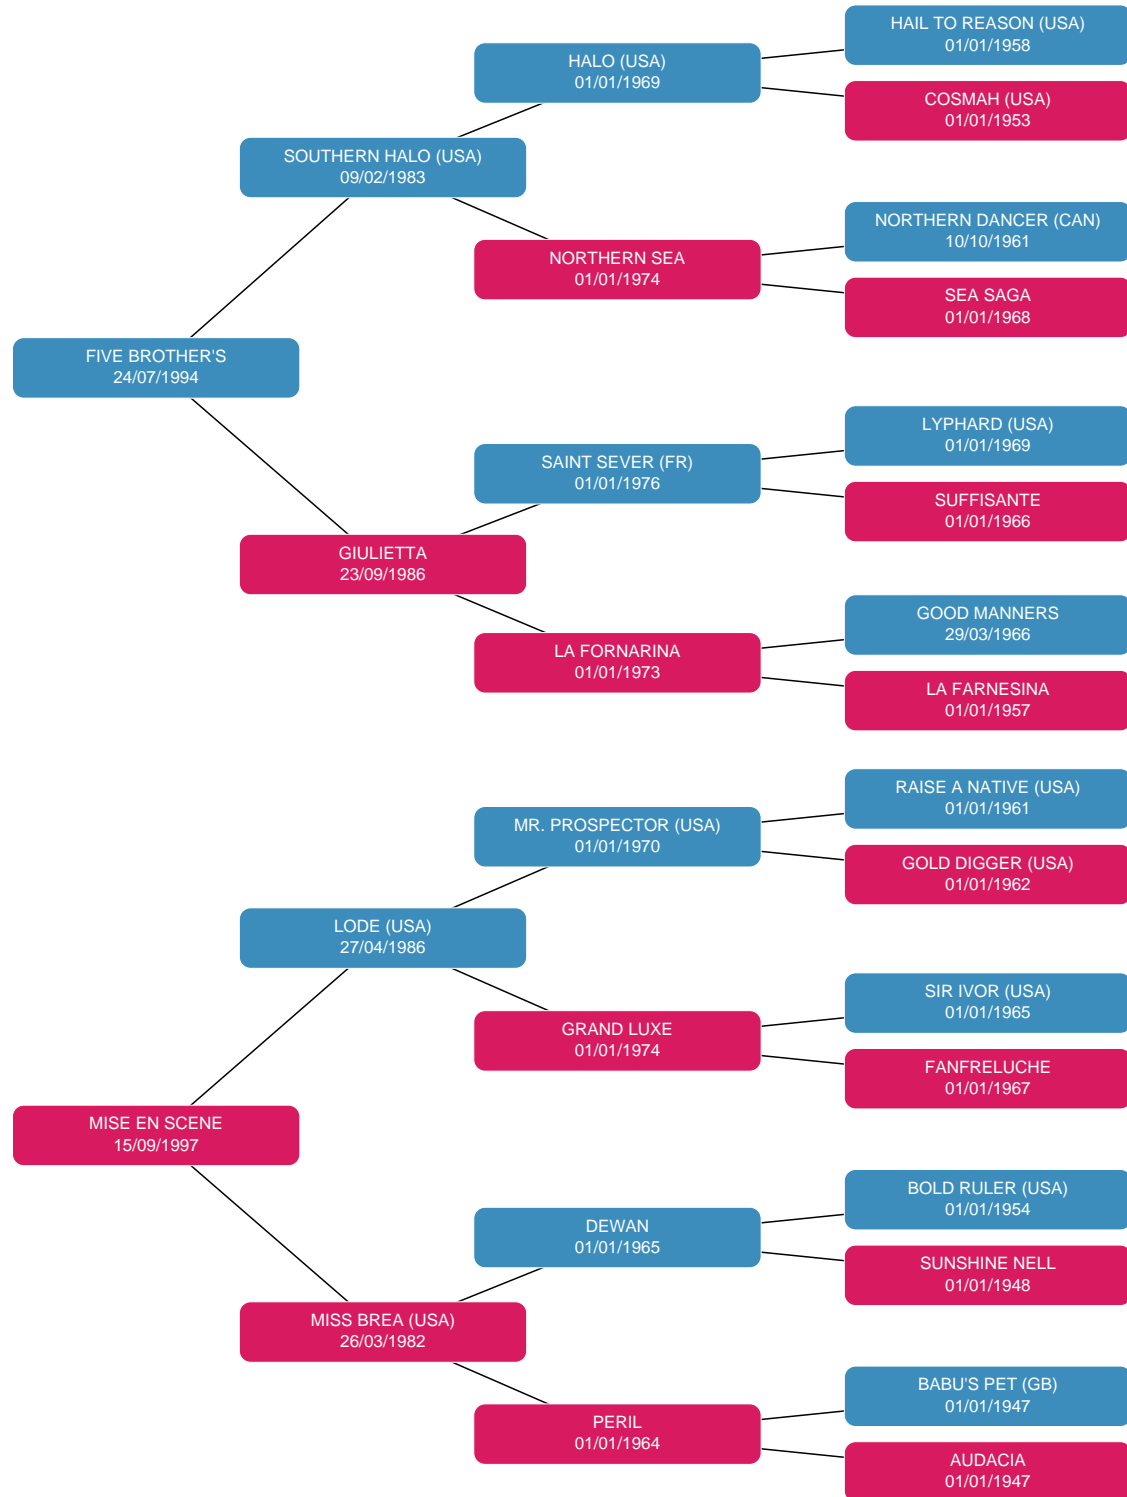 HAIL TO REASON (USA)
01/01/1958
HALO (USA)
01/01/1969
COSMAH (USA)
01/01/1953
SOUTHERN HALO (USA)
09/02/1983
NORTHERN DANCER (CAN)
10/10/1961
NORTHERN SEA
01/01/1974
SEA SAGA
01/01/1968
FIVE BROTHER'S
24/07/1994
LYPHARD (USA)
01/01/1969
SAINT SEVER (FR)
01/01/1976
SUFFISANTE
01/01/1966
GIULIETTA
23/09/1986
GOOD MANNERS
29/03/1966
LA FORNARINA
01/01/1973
LA FARNESINA
01/01/1957
RAISE A NATIVE (USA)
01/01/1961
MR. PROSPECTOR (USA)
01/01/1970
GOLD DIGGER (USA)
01/01/1962
LODE (USA)
27/04/1986
SIR IVOR (USA)
01/01/1965
GRAND LUXE
01/01/1974
FANFRELUCHE
01/01/1967
MISE EN SCENE
15/09/1997
BOLD RULER (USA)
01/01/1954
DEWAN
01/01/1965
SUNSHINE NELL
01/01/1948
MISS BREA (USA)
26/03/1982
BABU'S PET (GB)
01/01/1947
PERIL
01/01/1964
AUDACIA
01/01/1947